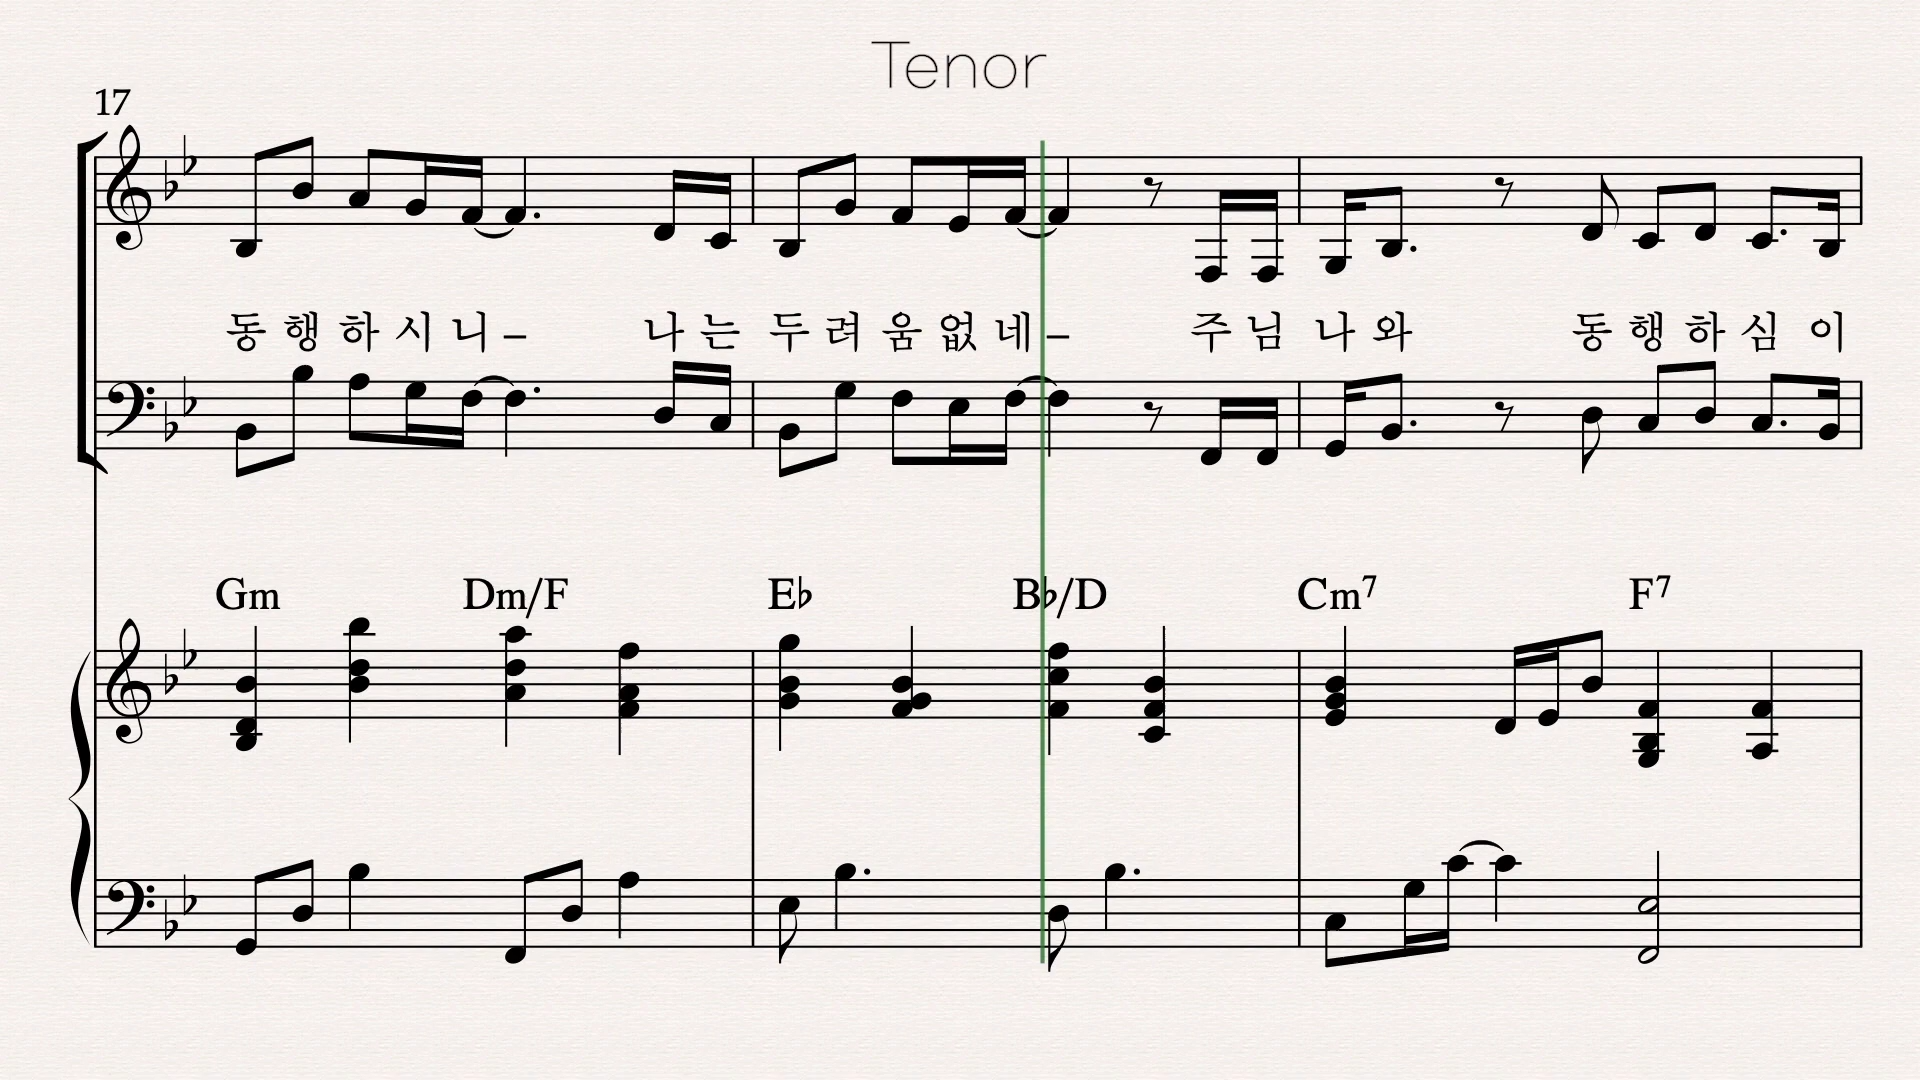 Tenor
17
동 행 하 시 니 – 나 는 두 려 움 없 네 – 주 님 나 와 동 행 하 심 이
Gm Dm/F E♭ B♭/D Cm7 F7